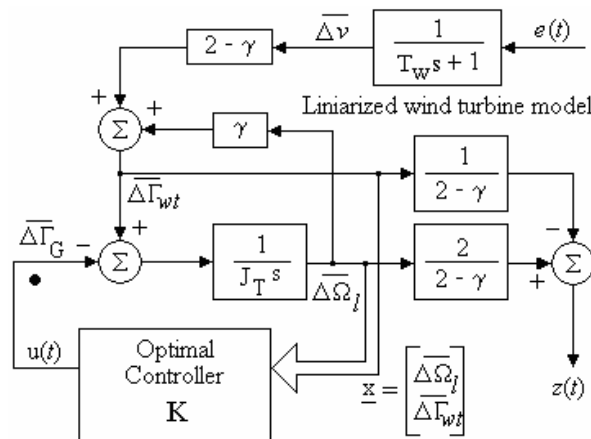 2 - γ
Δν
1
T_W s + 1
e(t)
+
Liniarized wind turbine model
Σ
+
γ
ΔΓ_wt
1
2 - γ
ΔΓ_G
-
+
Σ
1
J_T s
ΔΩ_l
2
2 - γ
-
+
Σ
u(t)
Optimal
Controller
K
x = [ΔΩ_l
ΔΓ_wt]
z(t)